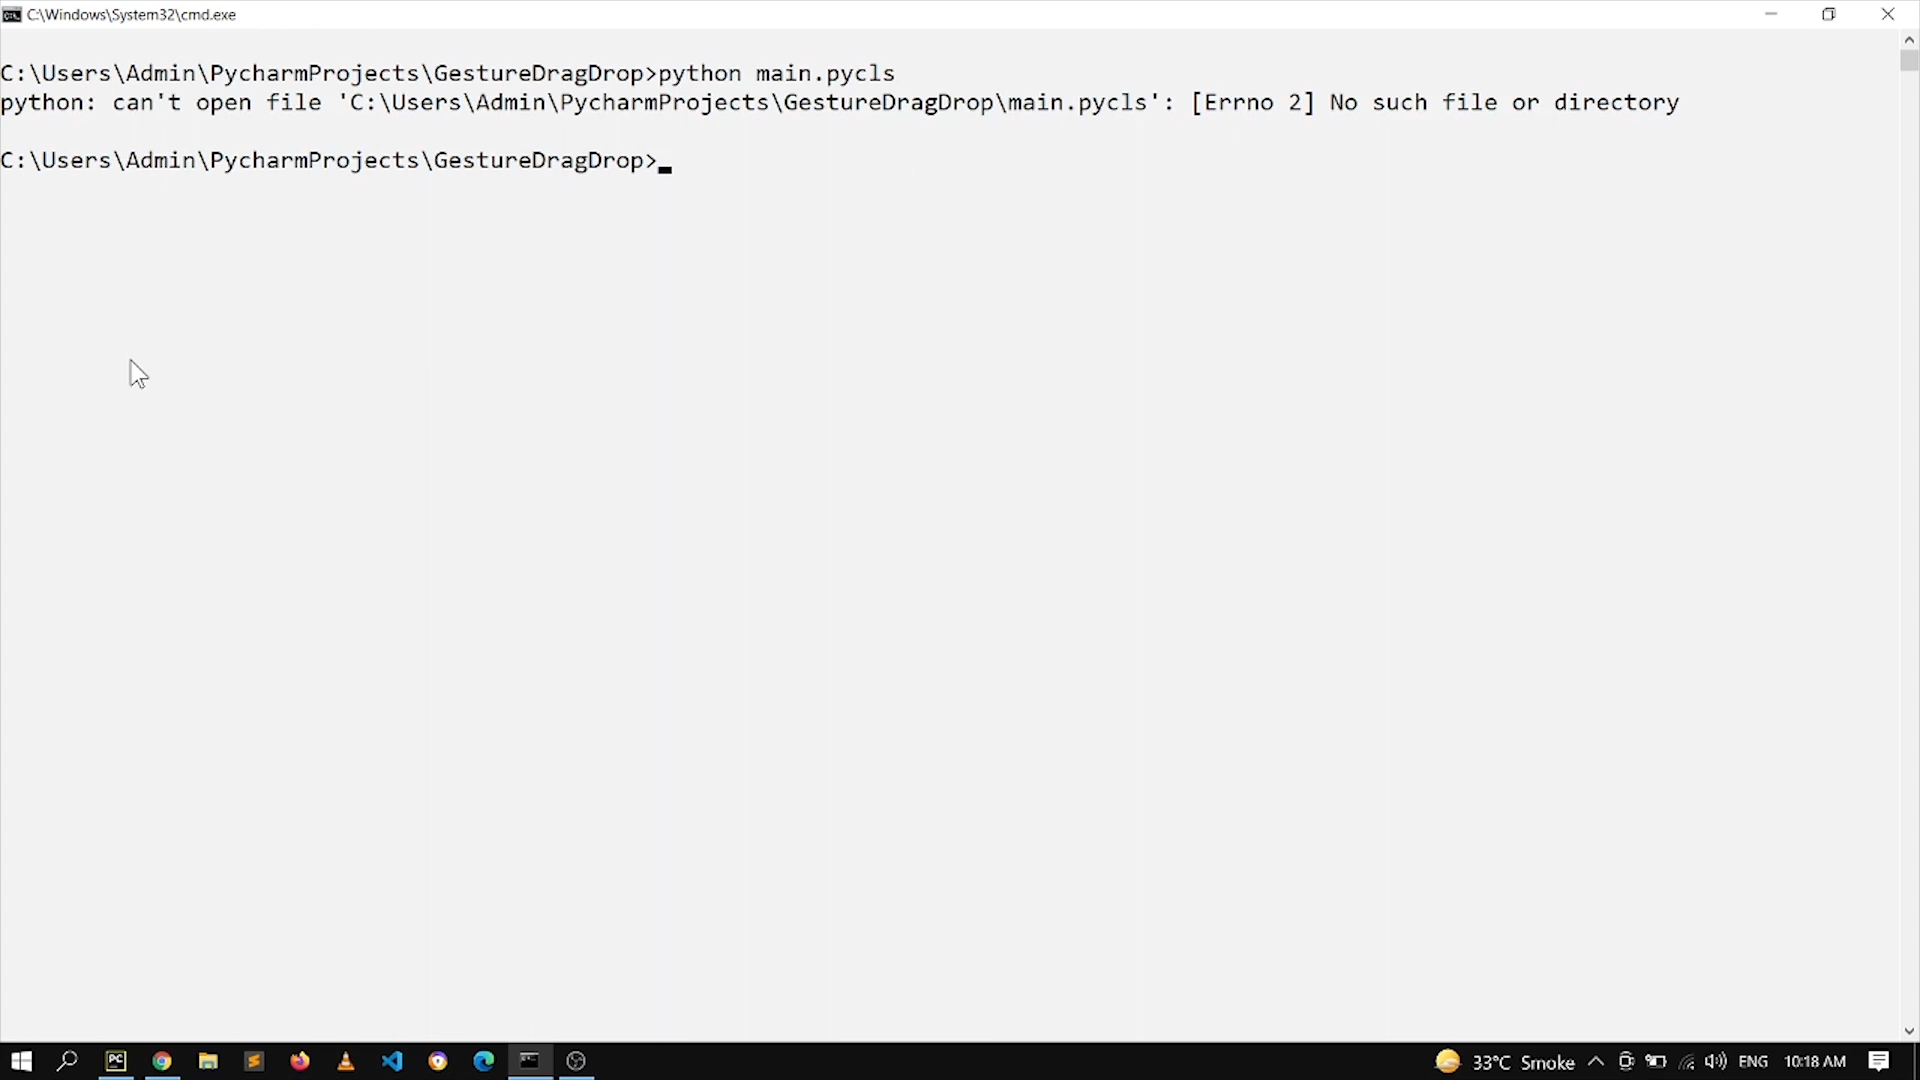 C:\Windows\System32\cmd.exe
C:\Users\Admin\PycharmProjects\GestureDragDrop>python main.pycls
python: can't open file 'C:\Users\Admin\PycharmProjects\GestureDragDrop\main.pycls': [Errno 2] No such file or directory
C:\Users\Admin\PycharmProjects\GestureDragDrop>
PC
33°C Smoke
ENG
10:18 AM